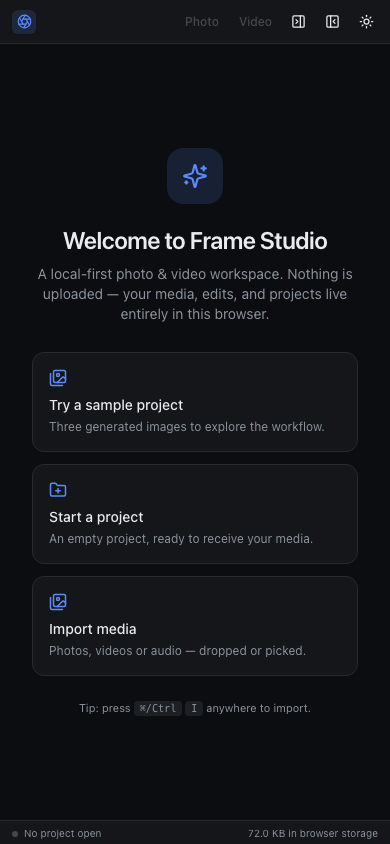 Photo Video
Welcome to Frame Studio
A local-first photo & video workspace. Nothing is
uploaded — your media, edits, and projects live
entirely in this browser.
Try a sample project
Three generated images to explore the workflow.
Start a project
An empty project, ready to receive your media.
Import media
Photos, videos or audio — dropped or picked.
Tip: press ⌘/Ctrl I anywhere to import.
No project open 72.0 KB in browser storage